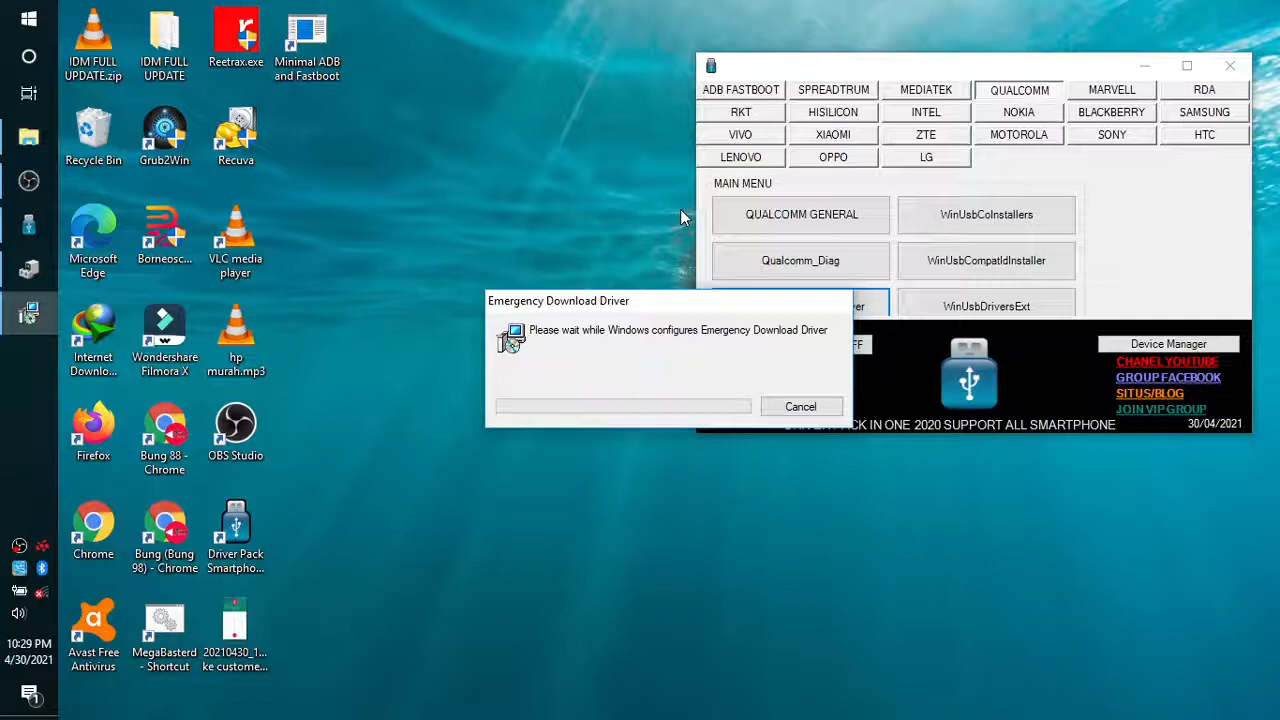 IDM FULL
UPDATE.zip
IDM FULL
UPDATE
Reetrax.exe
Minimal ADB
and Fastboot
Recycle Bin
Grub2Win
Recuva
Microsoft
Edge
Borneosc...
VLC media
player
Internet
Downlo...
Wondershare
Filmora X
hp
murah.mp3
Firefox
Bung 88 -
Chrome
OBS Studio
Chrome
Bung (Bung
98) - Chrome
Driver Pack
Smartpho...
Avast Free
Antivirus
MegaBasterd
- Shortcut
20210430_1...
ke custome...
10:29 PM
4/30/2021
1
ADB FASTBOOT SPREADTRUM MEDIATEK QUALCOMM MARVELL RDA
RKT HISILICON INTEL NOKIA BLACKBERRY SAMSUNG
VIVO XIAOMI ZTE MOTOROLA SONY HTC
LENOVO OPPO LG
MAIN MENU
QUALCOMM GENERAL WinUsbCoInstallers
Qualcomm_Diag WinUsbCompatIdInstaller
WinUsbDriversExt
Emergency Download Driver
Please wait while Windows configures Emergency Download Driver
Cancel
Device Manager
CHANEL YOUTUBE
GROUP FACEBOOK
SITUS/BLOG
JOIN VIP GROUP
PACK IN ONE 2020 SUPPORT ALL SMARTPHONE
30/04/2021